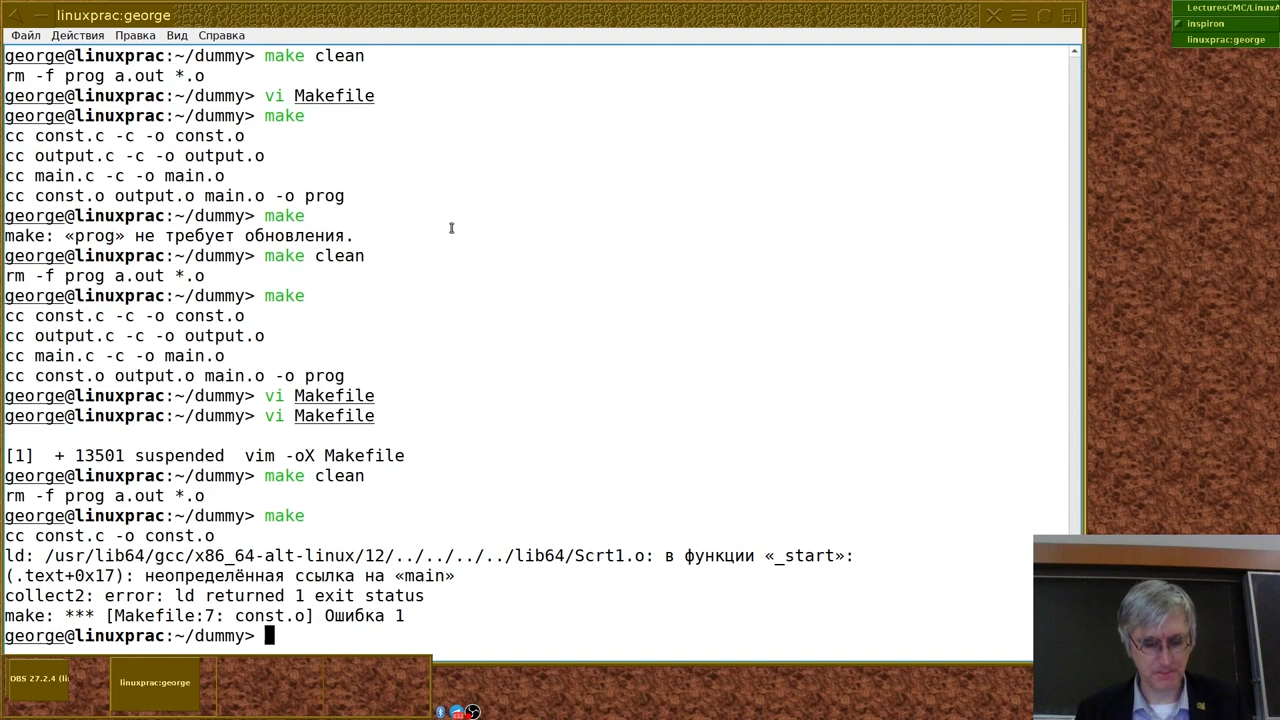 linuxprac:george
Файл Действия Правка Вид Справка
george@linuxprac:~/dummy> make clean
rm -f prog a.out *.o
george@linuxprac:~/dummy> vi Makefile
george@linuxprac:~/dummy> make
cc const.c -c -o const.o
cc output.c -c -o output.o
cc main.c -c -o main.o
cc const.o output.o main.o -o prog
george@linuxprac:~/dummy> make
make: «prog» не требует обновления.
george@linuxprac:~/dummy> make clean
rm -f prog a.out *.o
george@linuxprac:~/dummy> make
cc const.c -c -o const.o
cc output.c -c -o output.o
cc main.c -c -o main.o
cc const.o output.o main.o -o prog
george@linuxprac:~/dummy> vi Makefile
george@linuxprac:~/dummy> vi Makefile
[1]  + 13501 suspended  vim -oX Makefile
george@linuxprac:~/dummy> make clean
rm -f prog a.out *.o
george@linuxprac:~/dummy> make
cc const.c -o const.o
ld: /usr/lib64/gcc/x86_64-alt-linux/12/../../../../lib64/Scrt1.o: в функции «_start»:
(.text+0x17): неопределённая ссылка на «main»
collect2: error: ld returned 1 exit status
make: *** [Makefile:7: const.o] Ошибка 1
george@linuxprac:~/dummy>
LecturesCMC/LinuxA
inspiron
linuxprac:george
OBS 27.2.4 (li
linuxprac:george